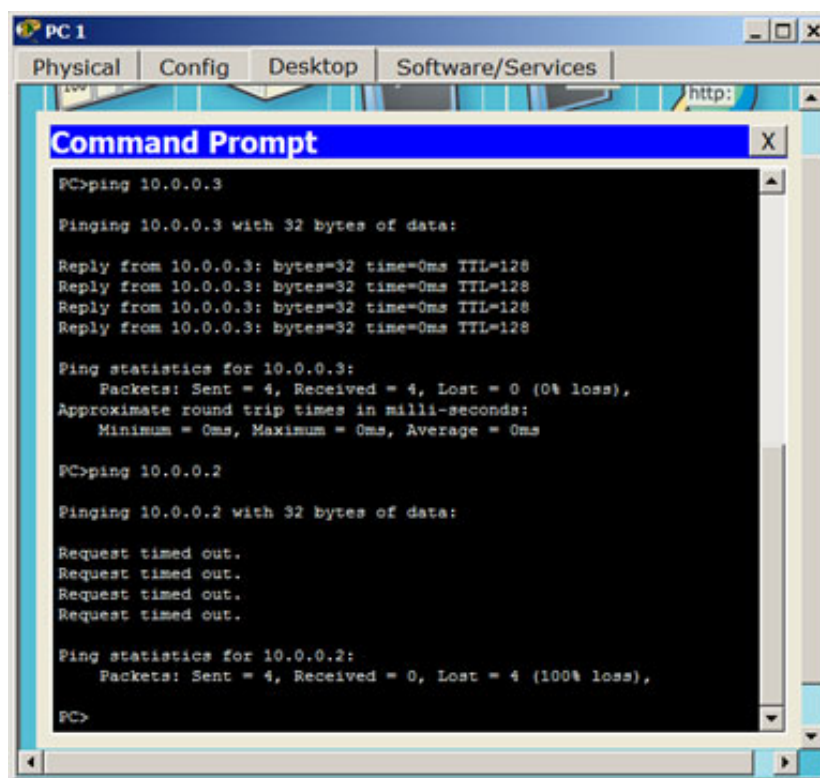 PC 1
Physical Config Desktop Software/Services
100
http:
Command Prompt
X
PC>ping 10.0.0.3
Pinging 10.0.0.3 with 32 bytes of data:
Reply from 10.0.0.3: bytes=32 time=0ms TTL=128
Reply from 10.0.0.3: bytes=32 time=0ms TTL=128
Reply from 10.0.0.3: bytes=32 time=0ms TTL=128
Reply from 10.0.0.3: bytes=32 time=0ms TTL=128
Ping statistics for 10.0.0.3:
Packets: Sent = 4, Received = 4, Lost = 0 (0% loss),
Approximate round trip times in milli-seconds:
Minimum = 0ms, Maximum = 0ms, Average = 0ms
PC>ping 10.0.0.2
Pinging 10.0.0.2 with 32 bytes of data:
Request timed out.
Request timed out.
Request timed out.
Request timed out.
Ping statistics for 10.0.0.2:
Packets: Sent = 4, Received = 0, Lost = 4 (100% loss),
PC>